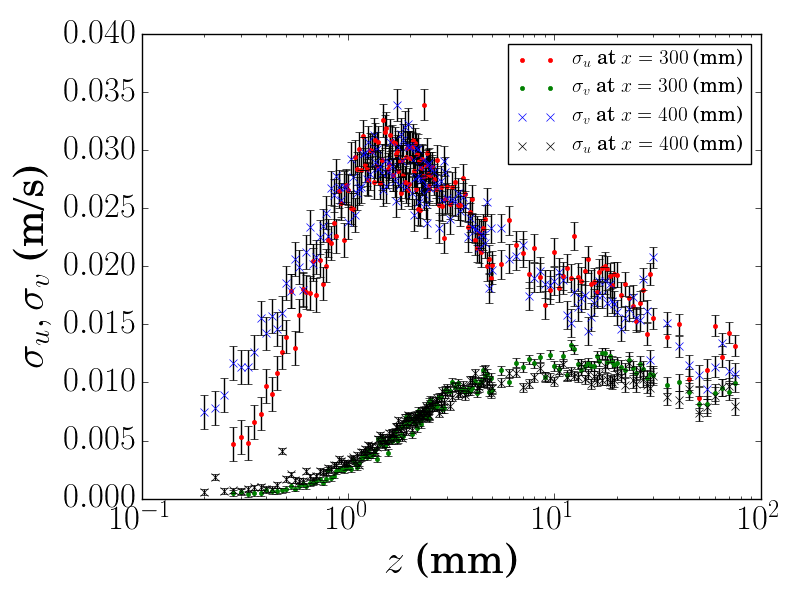 0.040
0.035
0.030
0.025
0.020
0.015
0.010
0.005
0.000
σu, σv (m/s)
σu at x = 300 (mm)
σv at x = 300 (mm)
σv at x = 400 (mm)
σu at x = 400 (mm)
10⁻¹ 10⁰ 10¹ 10²
z (mm)